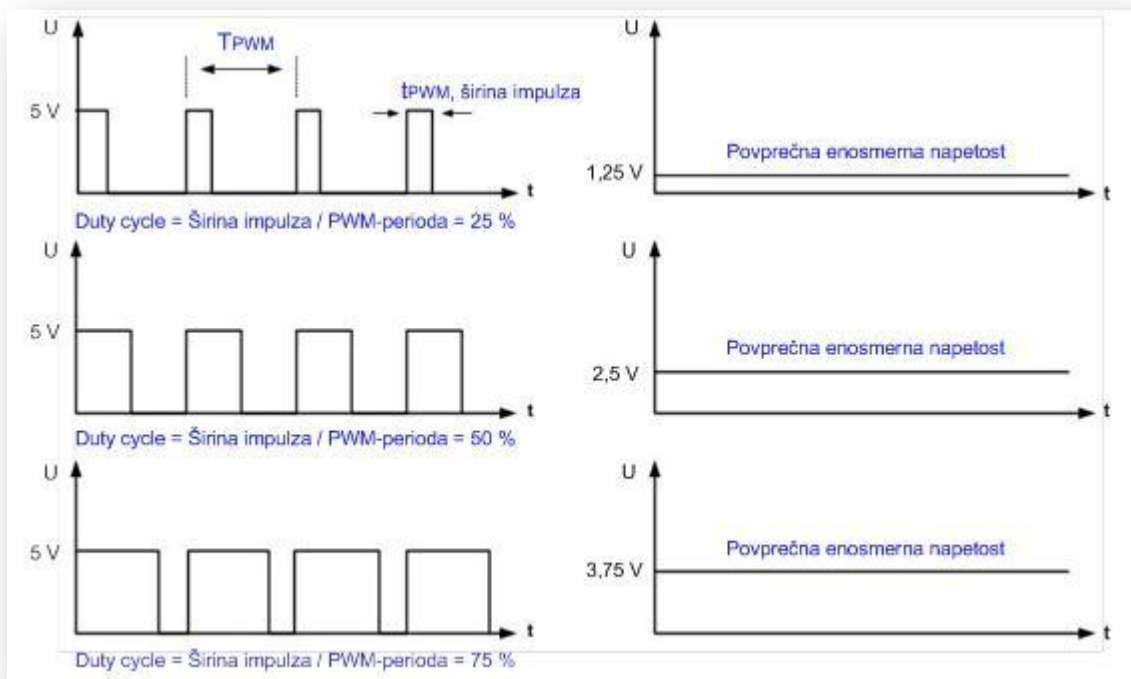 U
TPWM
tPWM, širina impulza
5 V
t
Duty cycle = Širina impulza / PWM-perioda = 25 %
U
Povprečna enosmerna napetost
1,25 V
t
U
5 V
t
Duty cycle = Širina impulza / PWM-perioda = 50 %
U
Povprečna enosmerna napetost
2,5 V
t
U
5 V
t
Duty cycle = Širina impulza / PWM-perioda = 75 %
U
Povprečna enosmerna napetost
3,75 V
t